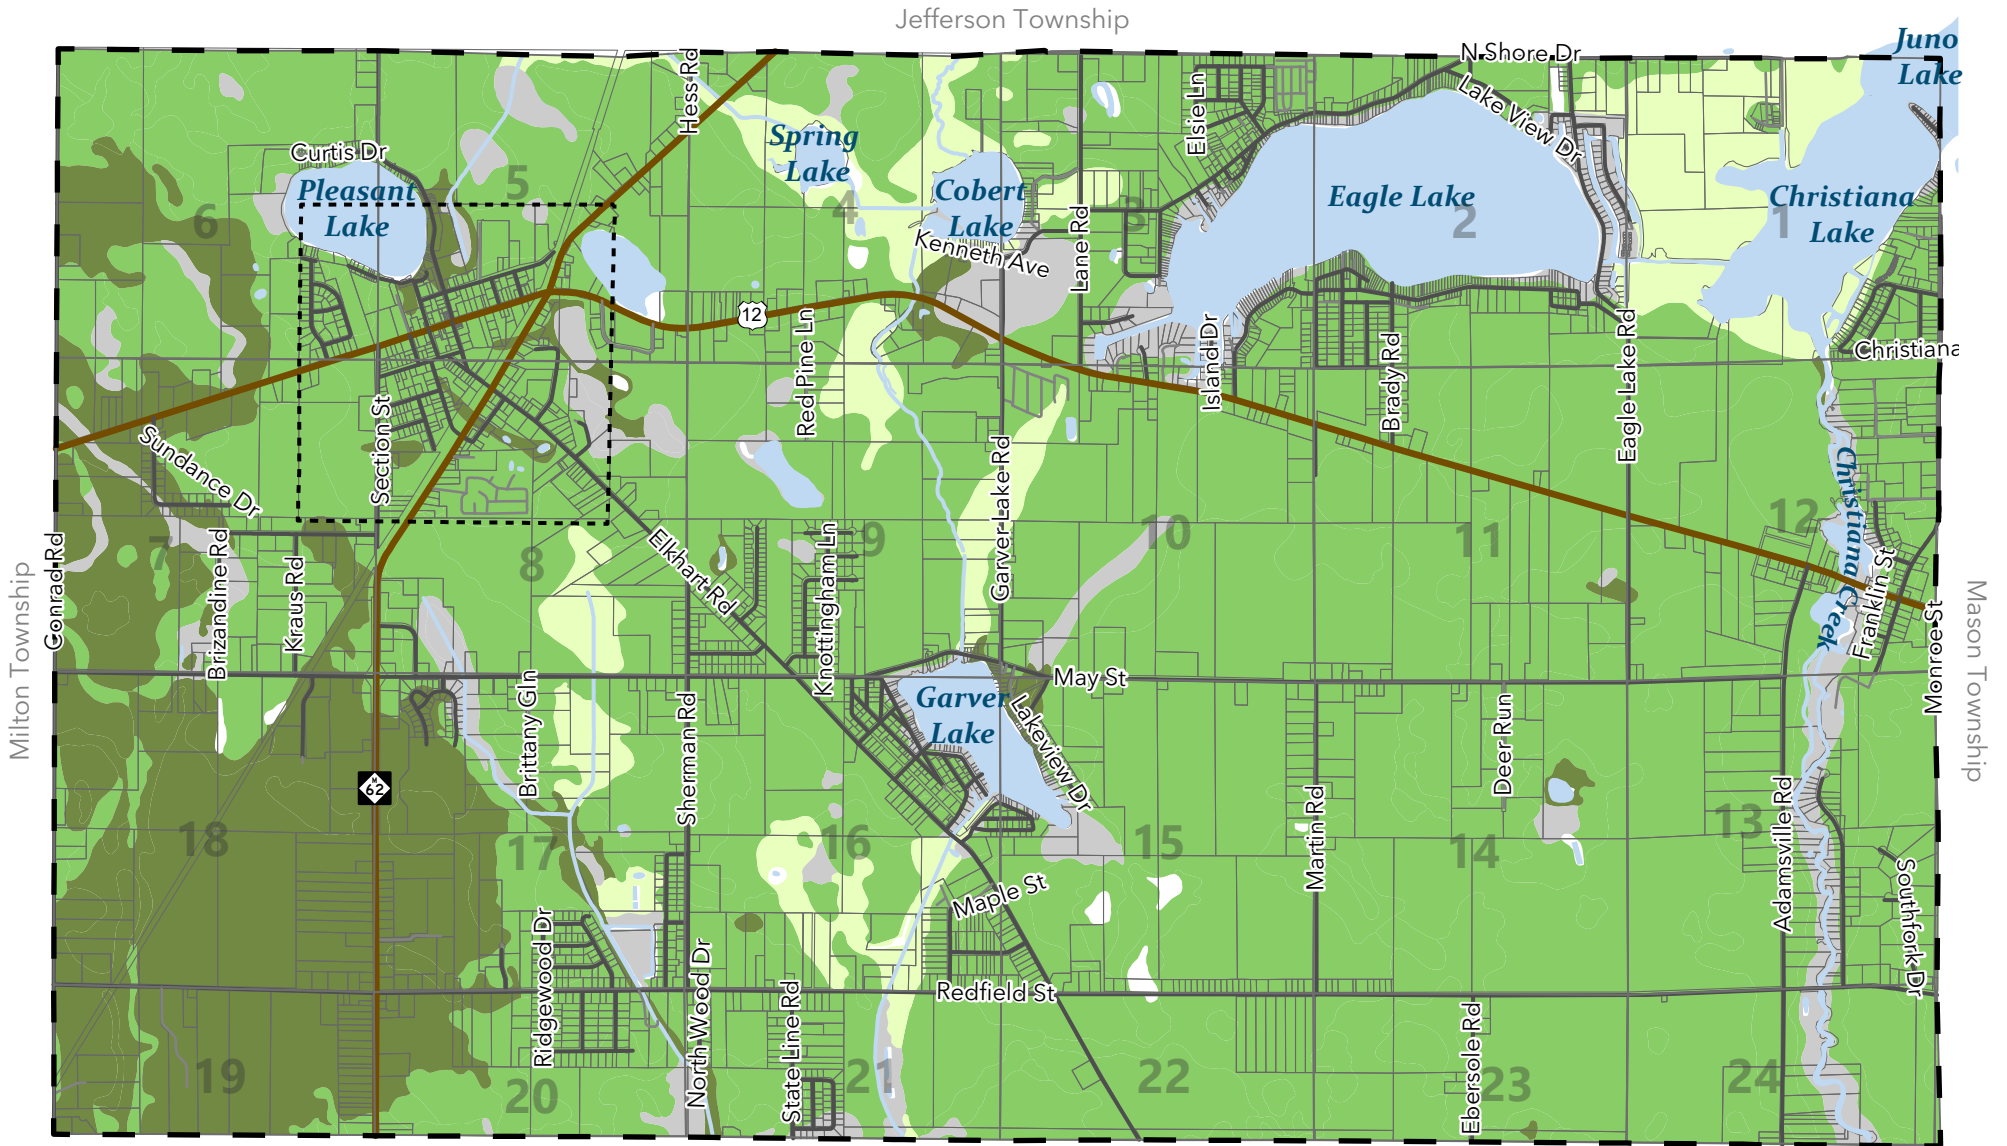 Jefferson Township
Juno
Lake
N Shore Dr
Hess Rd
Elsie Ln
Lake View Dr
Spring
Lake
Curtis Dr
Pleasant
Lake
5
6
4
Cobert
Lake
Kenneth Ave
Lane Rd
3
Eagle Lake
2
1
Christiana
Lake
12
Red Pine Ln
Island Dr
Brady Rd
Eagle Lake Rd
Christiana
Section St
Sundance Dr
Garver Lake Rd
Christiana Creek
7
8
9
10
11
12
Conrad Rd
Brizandine Rd
Kraus Rd
Elkhart Rd
Knottingham Ln
Franklin St
Monroe St
Milton Township
Mason Township
May St
Garver
Lake
Lakeview Dr
Brittany Gln
Sherman Rd
Deer Run
M
62
Martin Rd
Adamsville Rd
18
17
16
15
14
13
Maple St
Southfork Dr
Ridgewood Dr
North Wood Dr
State Line Rd
Redfield St
Ebersole Rd
19
20
21
22
23
24